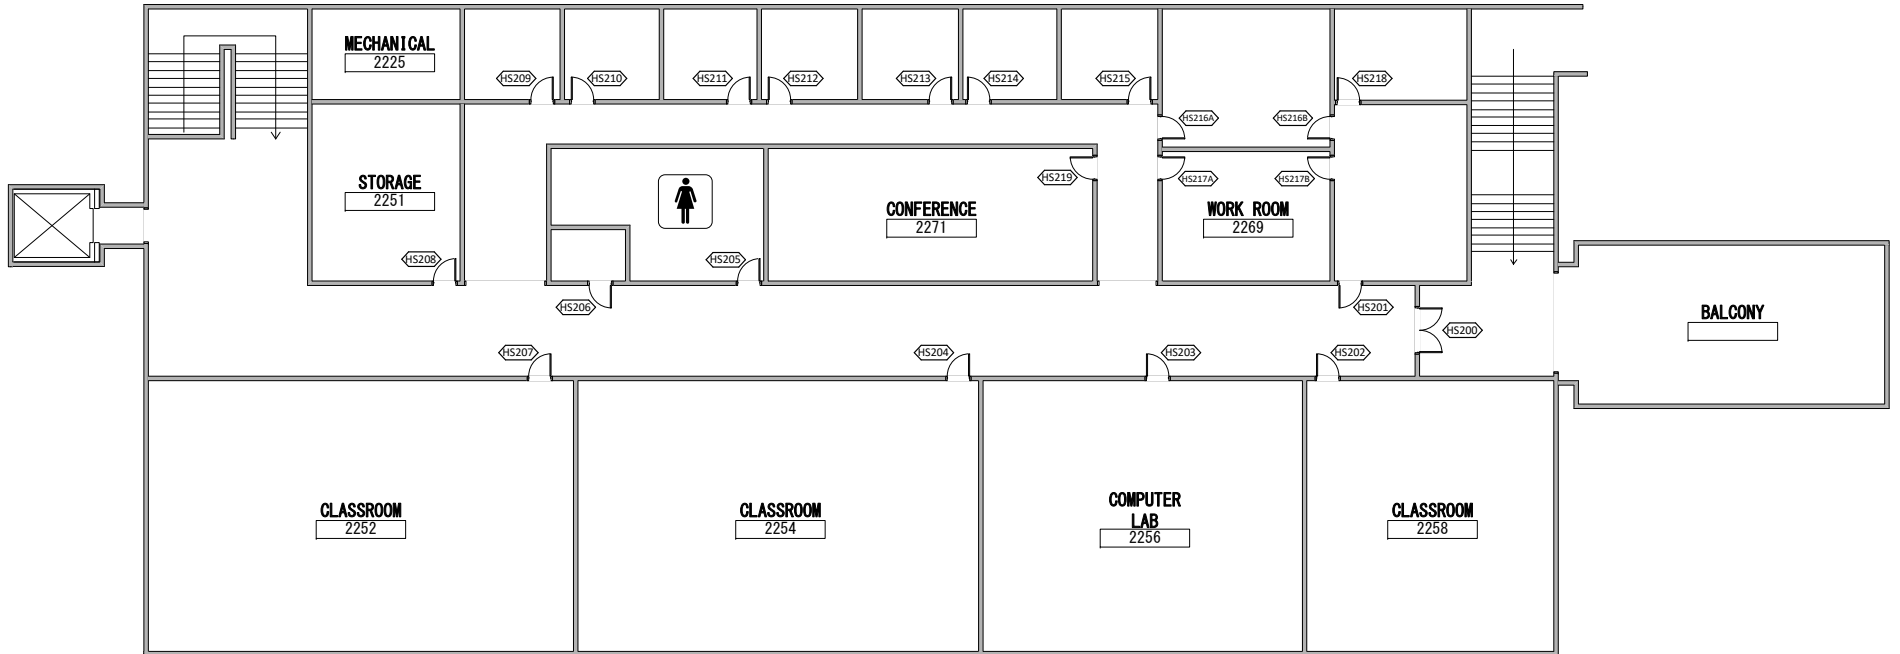 MECHANICAL
2225
HS209
HS210
HS211
HS212
HS213
HS214
HS215
HS218
HS216A
HS216B
STORAGE
2251
HS219
HS217A
HS217B
CONFERENCE
2271
WORK ROOM
2269
HS208
HS205
HS206
HS201
BALCONY
HS200
HS207
HS204
HS203
HS202
CLASSROOM
2252
CLASSROOM
2254
COMPUTER
LAB
2256
CLASSROOM
2258